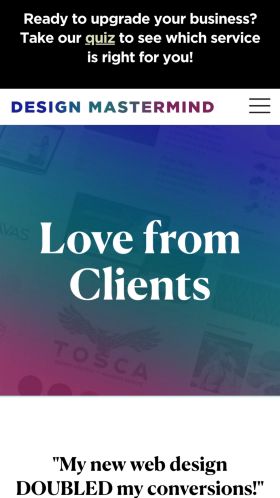 Ready to upgrade your business?
Take our quiz to see which service
is right for you!
DESIGN MASTERMIND
Love from
Clients
TOSCA
"My new web design
DOUBLED my conversions!"